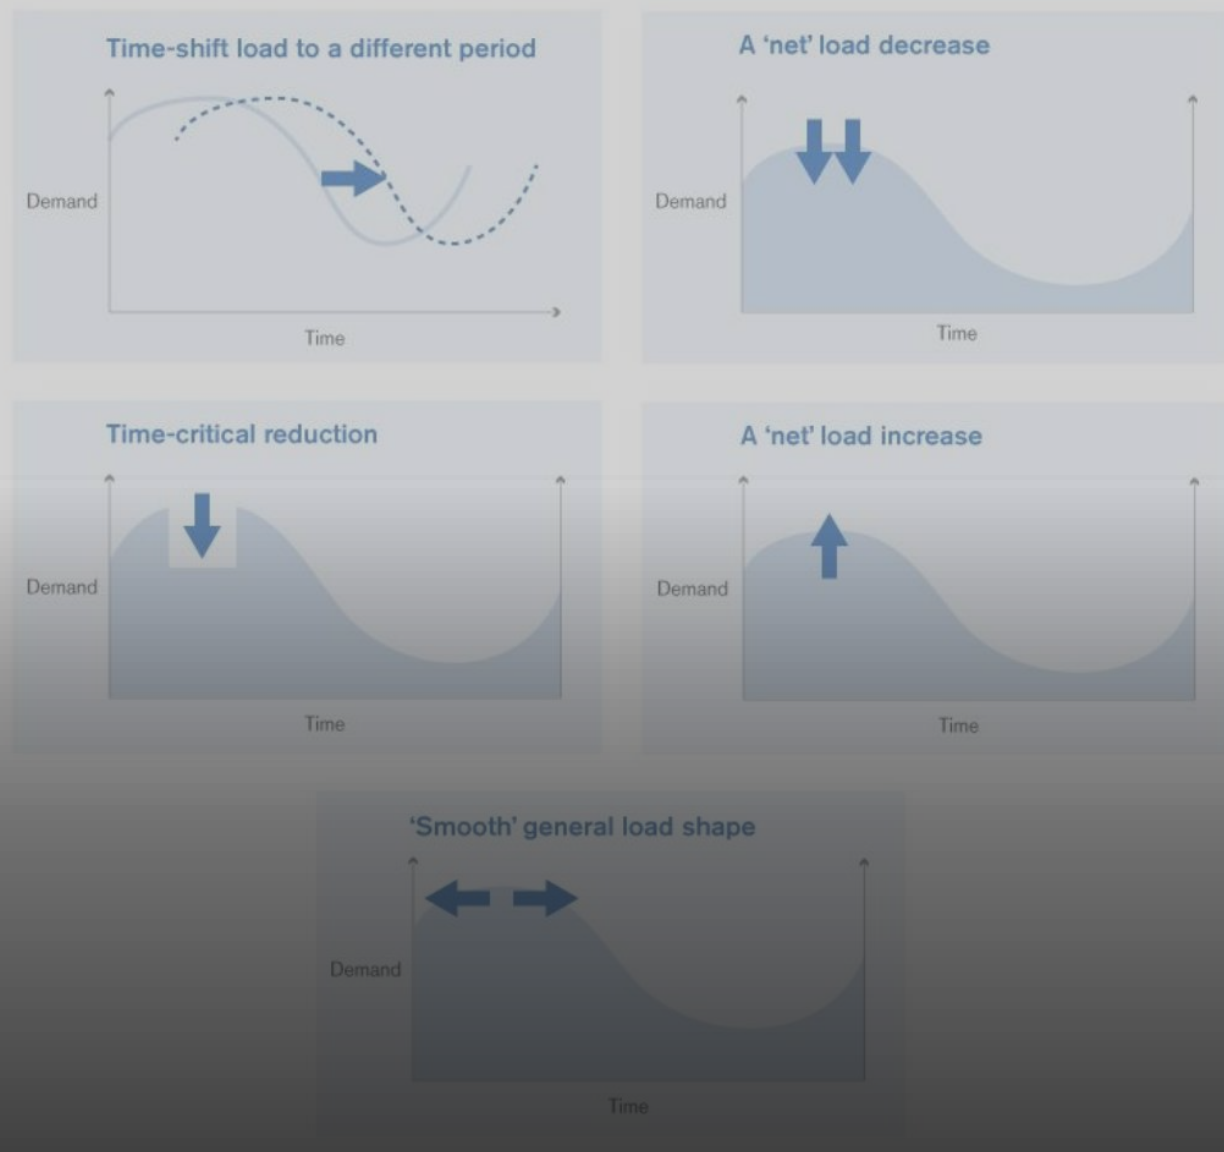 Time-shift load to a different period
Demand
Time
A ‘net’ load decrease
Demand
Time
Time-critical reduction
Demand
Time
A ‘net’ load increase
Demand
Time
‘Smooth’ general load shape
Demand
Time